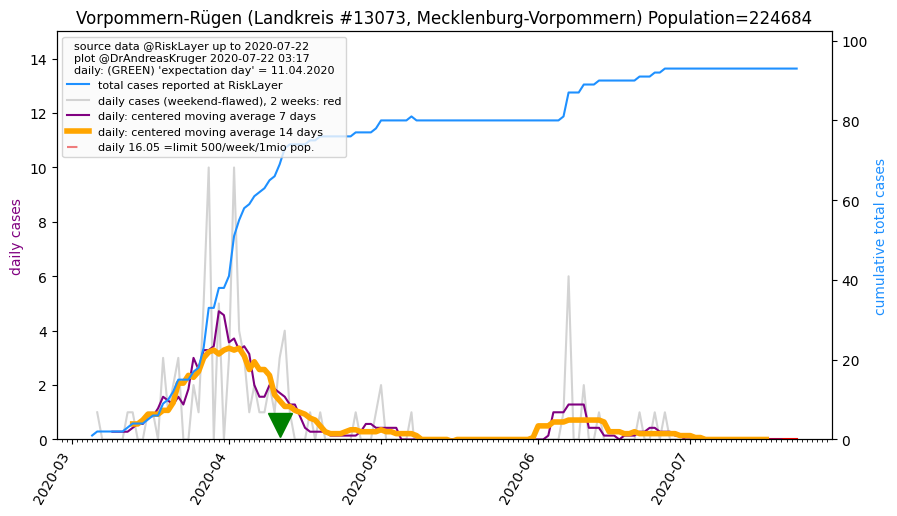 Vorpommern-Rügen (Landkreis #13073, Mecklenburg-Vorpommern) Population=224684
source data @RiskLayer up to 2020-07-22
plot @DrAndreasKruger 2020-07-22 03:17
daily: (GREEN) 'expectation day' = 11.04.2020
total cases reported at RiskLayer
daily cases (weekend-flawed), 2 weeks: red
daily: centered moving average 7 days
daily: centered moving average 14 days
daily 16.05 =limit 500/week/1mio pop.
daily cases
14
12
10
8
6
4
2
0
cumulative total cases
100
80
60
40
20
0
2020-03
2020-04
2020-05
2020-06
2020-07